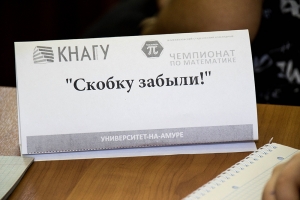 КНАГУ
π
ЧЕМПИОНАТ
ПО МАТЕМАТИКЕ
"Скобку забыли!"
УНИВЕРСИТЕТ-НА-АМУРЕ